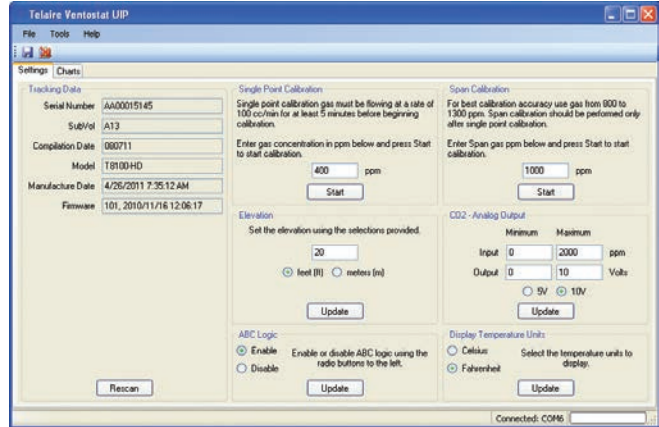 Telaire Ventostat UIP
File Tools Help
Settings Charts
Tracking Data
Serial Number AA00015145
SubVol A13
Compilation Date 080711
Model T8100-HD
Manufacture Date 4/26/2011 7:35:12 AM
Firmware 101, 2010/11/16 12:06:17
Rescan
Single Point Calibration
Single point calibration gas must be flowing at a rate of
100 cc/min for at least 5 minutes before beginning
calibration.
Enter gas concentration in ppm below and press Start
to start calibration.
400 ppm
Start
Span Calibration
For best calibration accuracy use gas from 800 to
1300 ppm. Span calibration should be performed only
after single point calibration.
Enter Span gas ppm below and press Start to start
calibration.
1000 ppm
Start
Elevation
Set the elevation using the selections provided.
20
feet (ft) meters (m)
Update
CO2 - Analog Output
Minimum Maximum
Input 0 2000 ppm
Output 0 10 Volts
5V 10V
Update
ABC Logic
Enable
Disable
Enable or disable ABC logic using the
radio buttons to the left.
Update
Display Temperature Units
Celsius
Fahrenheit
Select the temperature units to
display.
Update
Connected: COM6